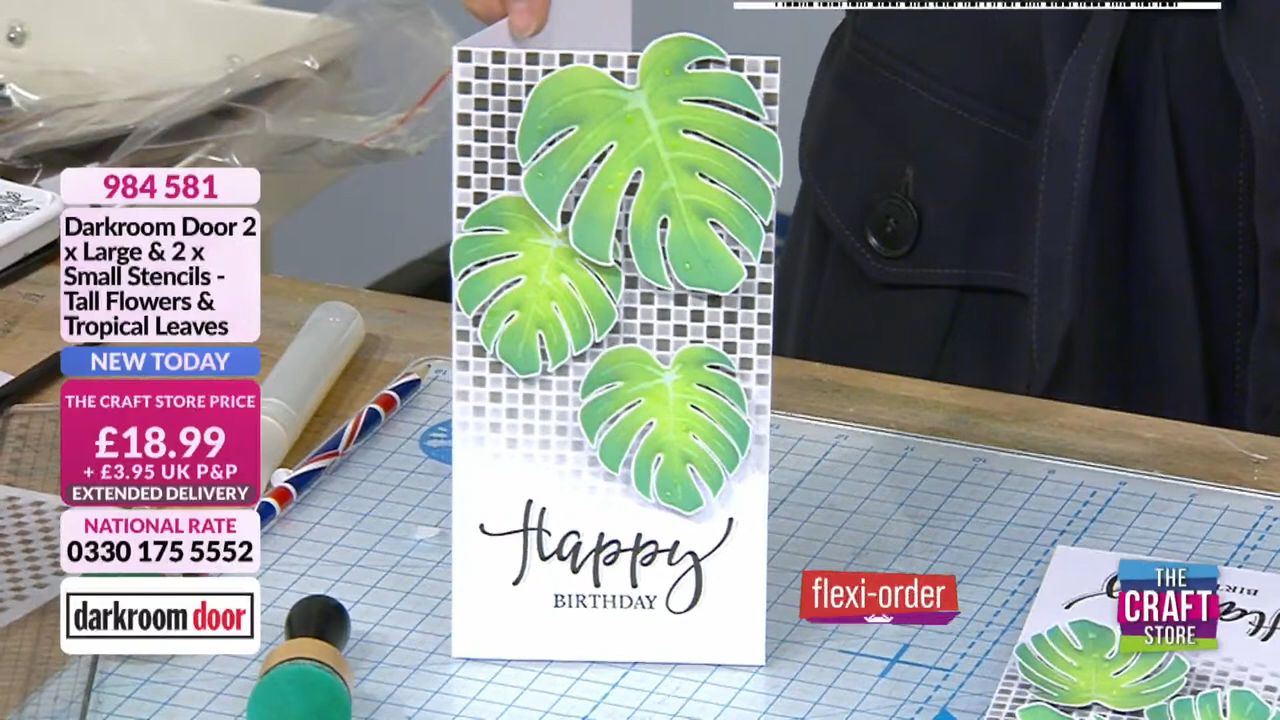 984 581
Darkroom Door 2
x Large & 2 x
Small Stencils -
Tall Flowers &
Tropical Leaves
NEW TODAY
THE CRAFT STORE PRICE
£18.99
+ £3.95 UK P&P
EXTENDED DELIVERY
NATIONAL RATE
0330 175 5552
darkroom door
Happy
BIRTHDAY
flexi-order
THE
CRAFT
STORE